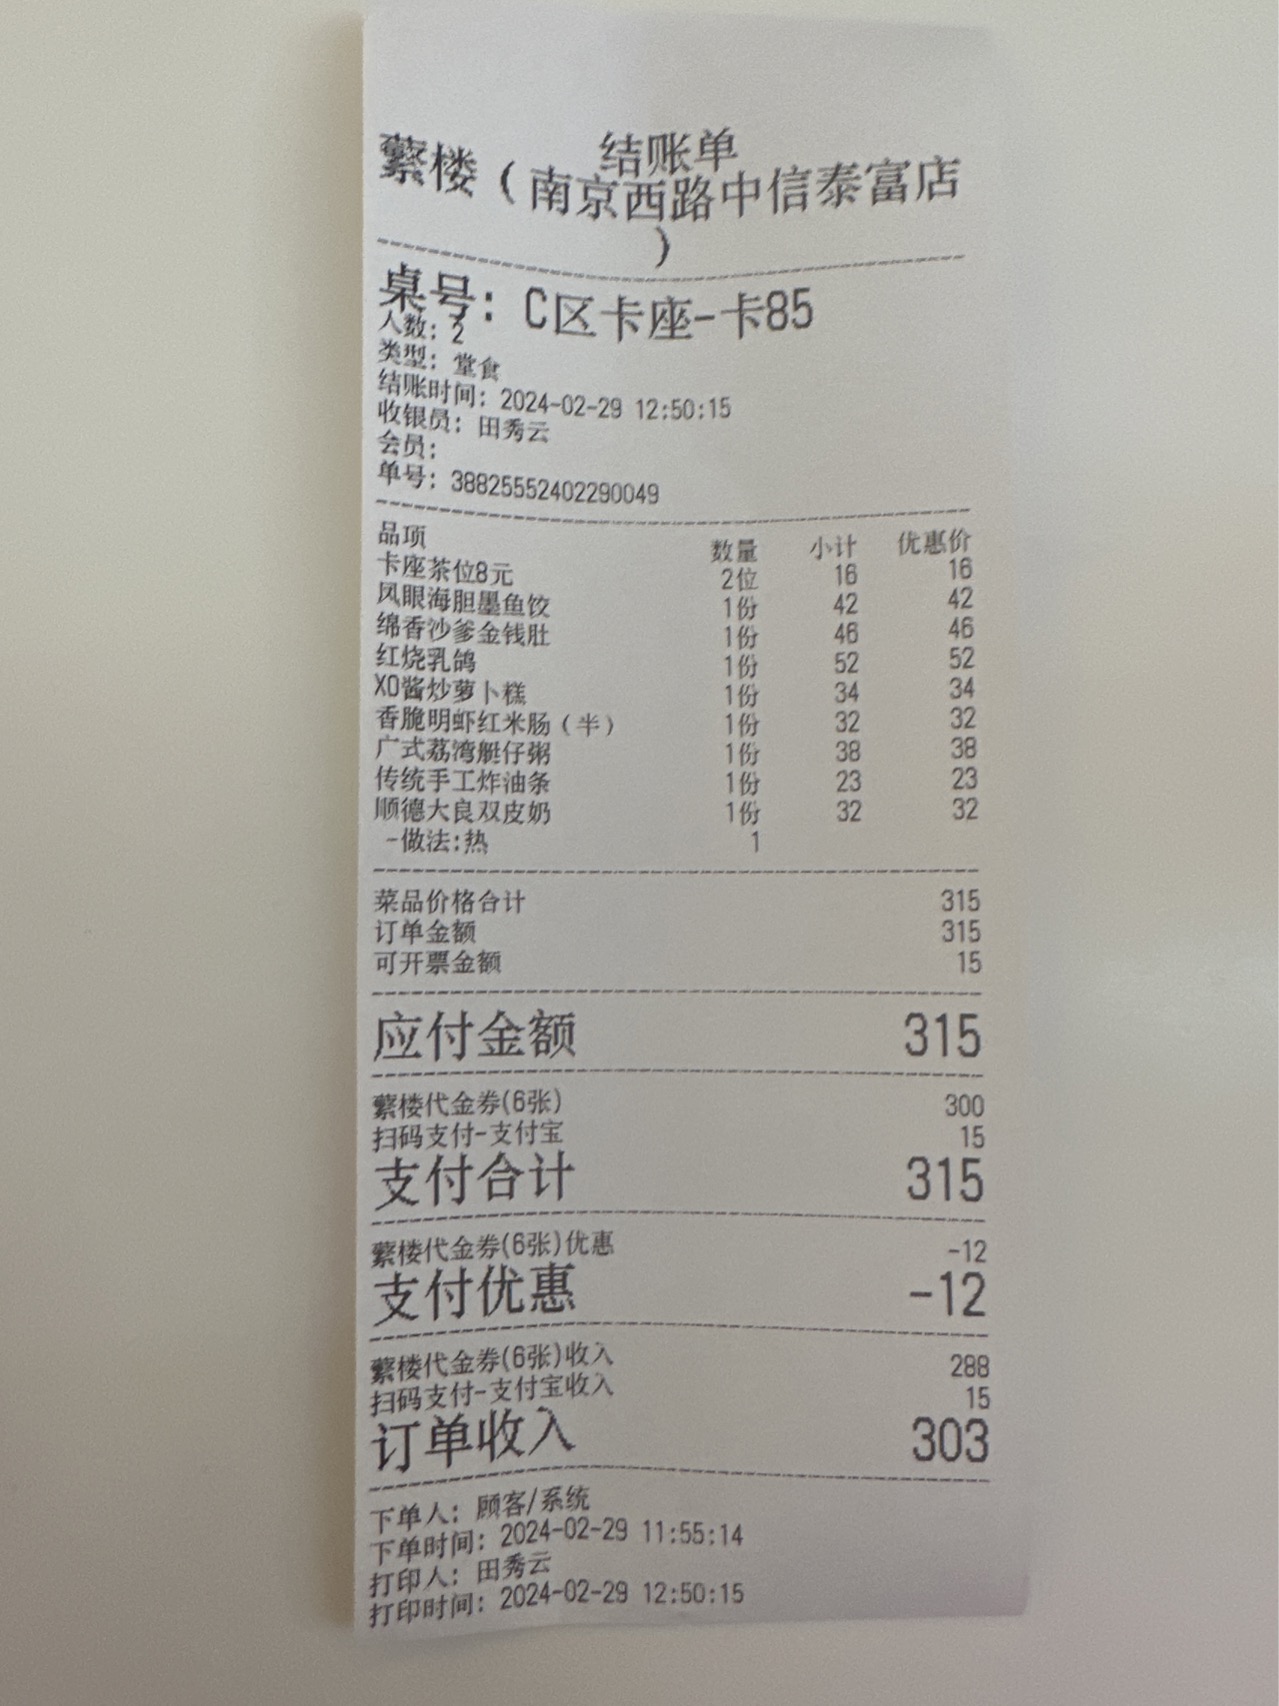 结账单
蘩楼（南京西路中信泰富店
）
桌号：C区卡座-卡85
人数：2
类型：堂食
结账时间：2024-02-29 12:50:15
收银员：田秀云
会员：
单号：38825552402290049
品项 数量 小计 优惠价
卡座茶位8元 2位 16 16
凤眼海胆墨鱼饺 1份 42 42
绵香沙爹金钱肚 1份 46 46
红烧乳鸽 1份 52 52
XO酱炒萝卜糕 1份 34 34
香脆明虾红米肠（半） 1份 32 32
广式荔湾艇仔粥 1份 38 38
传统手工炸油条 1份 23 23
顺德大良双皮奶 1份 32 32
-做法:热 1
菜品价格合计 315
订单金额 315
可开票金额 15
应付金额 315
蘩楼代金券(6张) 300
扫码支付-支付宝 15
支付合计 315
蘩楼代金券(6张)优惠 -12
支付优惠 -12
蘩楼代金券(6张)收入 288
扫码支付-支付宝收入 15
订单收入 303
下单人：顾客/系统
下单时间：2024-02-29 11:55:14
打印人：田秀云
打印时间：2024-02-29 12:50:15